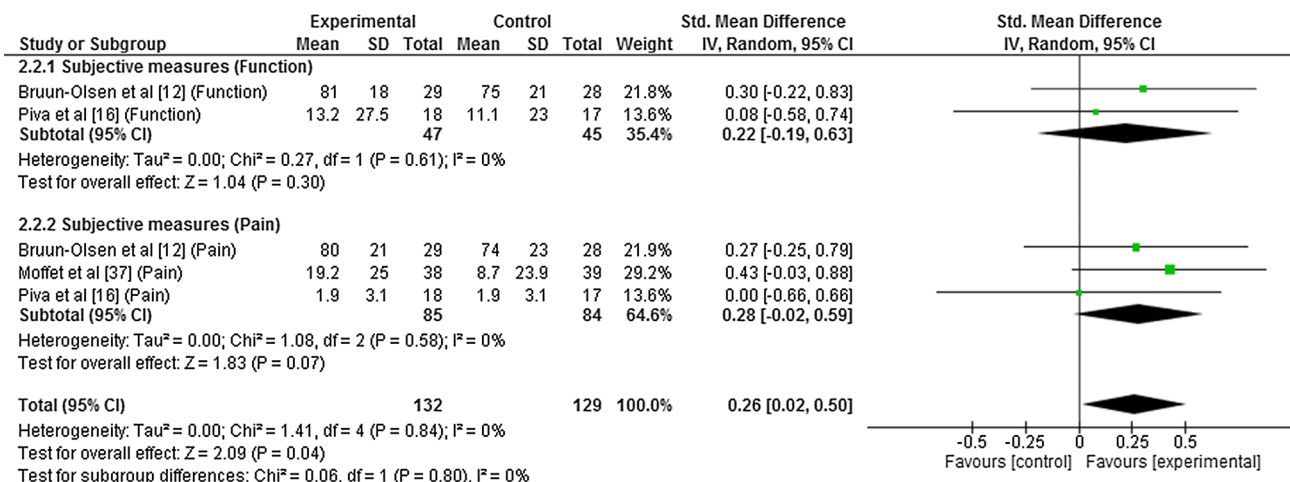 Experimental Control Std. Mean Difference Std. Mean Difference
Study or Subgroup Mean SD Total Mean SD Total Weight IV, Random, 95% CI IV, Random, 95% CI
2.2.1 Subjective measures (Function)
Bruun-Olsen et al [12] (Function) 81 18 29 75 21 28 21.8% 0.30 [-0.22, 0.83]
Piva et al [16] (Function) 13.2 27.5 18 11.1 23 17 13.6% 0.08 [-0.58, 0.74]
Subtotal (95% CI) 47 45 35.4% 0.22 [-0.19, 0.63]
Heterogeneity: Tau² = 0.00; Chi² = 0.27, df = 1 (P = 0.61); I² = 0%
Test for overall effect: Z = 1.04 (P = 0.30)
2.2.2 Subjective measures (Pain)
Bruun-Olsen et al [12] (Pain) 80 21 29 74 23 28 21.9% 0.27 [-0.25, 0.79]
Moffet et al [37] (Pain) 19.2 25 38 8.7 23.9 39 29.2% 0.43 [-0.03, 0.88]
Piva et al [16] (Pain) 1.9 3.1 18 1.9 3.1 17 13.6% 0.00 [-0.66, 0.66]
Subtotal (95% CI) 85 84 64.6% 0.28 [-0.02, 0.59]
Heterogeneity: Tau² = 0.00; Chi² = 1.08, df = 2 (P = 0.58); I² = 0%
Test for overall effect: Z = 1.83 (P = 0.07)
Total (95% CI) 132 129 100.0% 0.26 [0.02, 0.50]
Heterogeneity: Tau² = 0.00; Chi² = 1.41, df = 4 (P = 0.84); I² = 0%
Test for overall effect: Z = 2.09 (P = 0.04)
Test for subgroup differences: Chi² = 0.06, df = 1 (P = 0.80), I² = 0%
-0.5 -0.25 0 0.25 0.5
Favours [control] Favours [experimental]